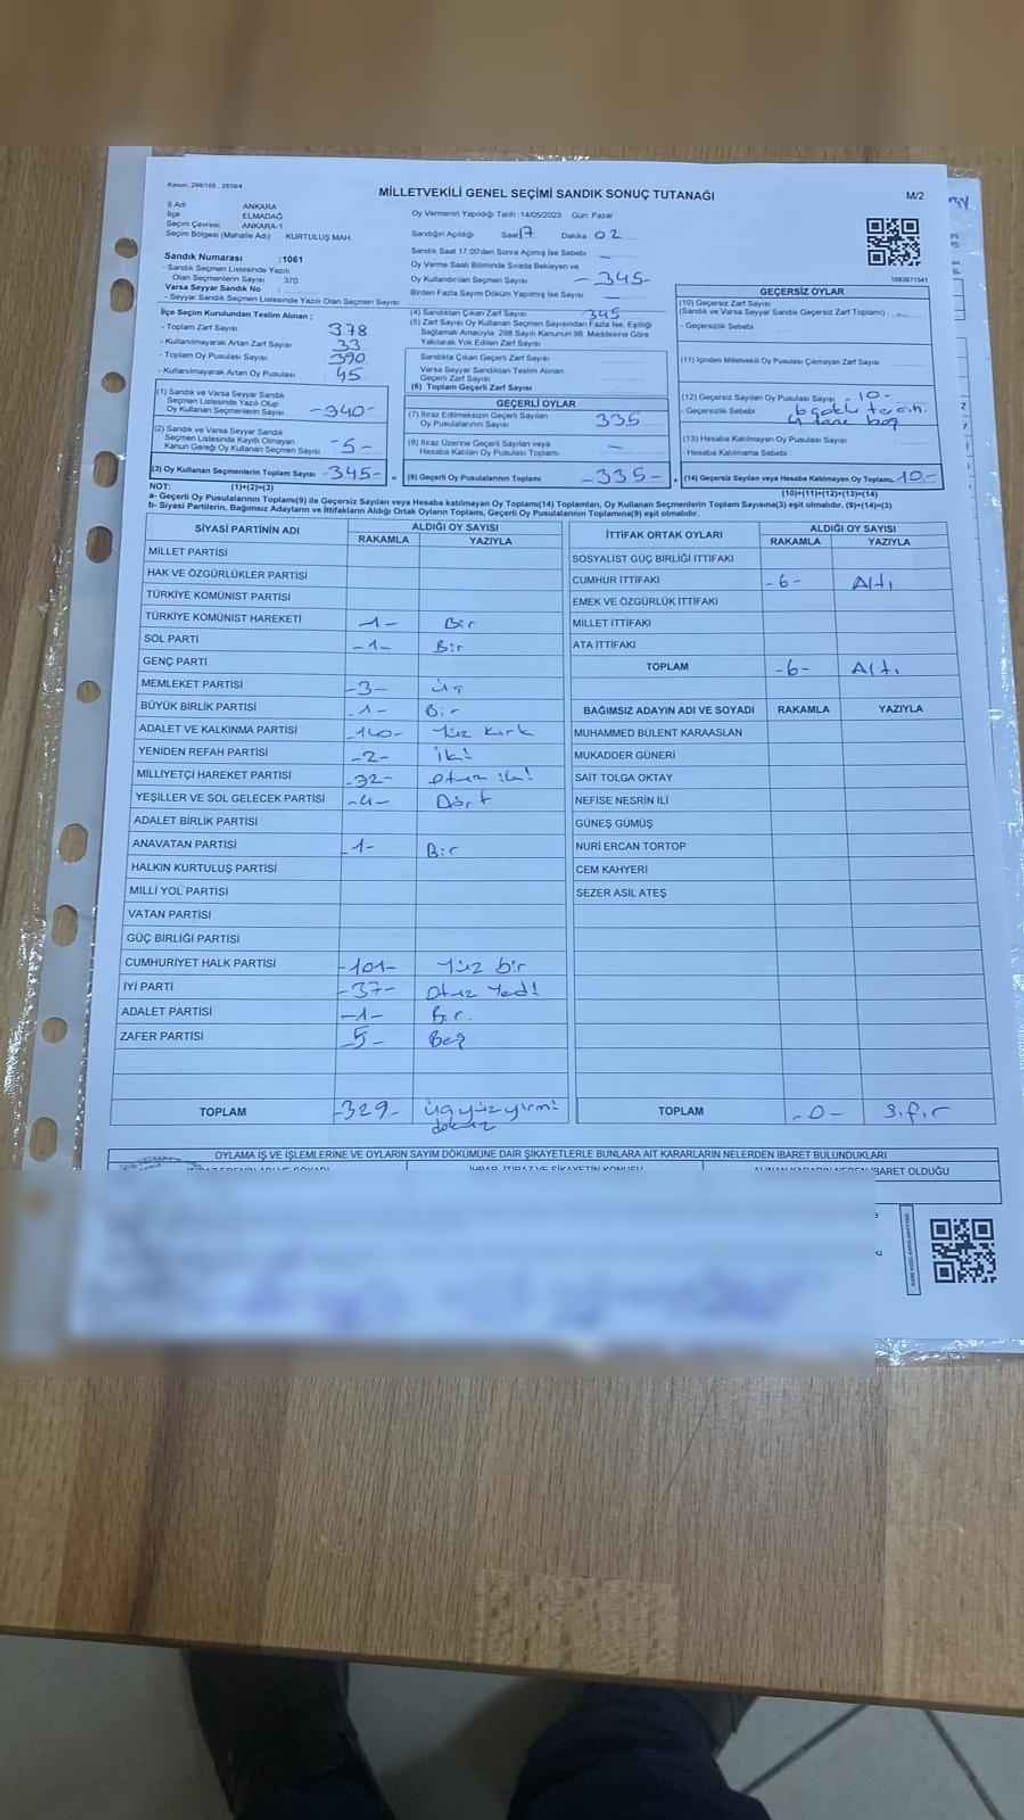 MİLLETVEKİLİ GENEL SEÇİMİ SANDIK SONUÇ TUTANAĞI
M/2
İl Adı ANKARA
İlçe ELMADAĞ
Seçim Çevresi ANKARA-1
Seçim Bölgesi (Mahalle Adı) KURTULUŞ MAH.
Oy Vermenin Yapıldığı Tarih :14/05/2023 Gün: Pazar
Sandığın Açıldığı Saat 17 Dakika 02
Sandık Numarası :1061
- Sandık Seçmen Listesinde Yazılı
Olan Seçmenlerin Sayısı 370
Varsa Seyyar Sandık No
- Seyyar Sandık Seçmen Listesinde Yazılı Olan Seçmen Sayısı
Sandık Saat 17.00'den Sonra Açılmış İse Sebebi
Oy Verme Saati Bitiminde Sırada Bekleyen ve
Oy Kullandırılan Seçmen Sayısı -345-
Birden Fazla Sayım Döküm Yapılmış İse Sayısı —
İlçe Seçim Kurulundan Teslim Alınan :
- Toplam Zarf Sayısı 378
- Kullanılmayarak Artan Zarf Sayısı 33
- Toplam Oy Pusulası Sayısı 390
- Kullanılmayarak Artan Oy Pusulası 45
(1) Sandık ve Varsa Seyyar Sandık
Seçmen Listesinde Yazılı Olup
Oy Kullanan Seçmenlerin Sayısı -340-
(2) Sandık ve Varsa Seyyar Sandık
Seçmen Listesinde Kayıtlı Olmayan
Kanun Gereği Oy Kullanan Seçmen Sayısı -5-
(3) Oy Kullanan Seçmenlerin Toplam Sayısı -345-
(1)+(2)=(3)
(4) Sandıktan Çıkan Zarf Sayısı 345
(5) Zarf Sayısı Oy Kullanan Seçmen Sayısından Fazla İse, Eşitliği
Sağlamak Amacıyla, 298 Sayılı Kanunun 98. Maddesine Göre
Yakılarak Yok Edilen Zarf Sayısı
Sandıkta Çıkan Geçerli Zarf Sayısı
Varsa Seyyar Sandıktan Teslim Alınan
Geçerli Zarf Sayısı
(6) Toplam Geçerli Zarf Sayısı
GEÇERLİ OYLAR
(7) İtiraz Edilmeksizin Geçerli Sayılan
Oy Pusulalarının Sayısı 335
(8) İtiraz Üzerine Geçerli Sayılan veya
Hesaba Katılan Oy Pusulası Toplamı —
(9) Geçerli Oy Pusulalarının Toplamı -335-
GEÇERSİZ OYLAR
(10) Geçersiz Zarf Sayısı
(Sandık ve Varsa Seyyar Sandık Geçersiz Zarf Toplamı)
- Geçersizlik Sebebi
(11) İçinden Milletvekili Oy Pusulası Çıkmayan Zarf Sayısı
(12) Geçersiz Sayılan Oy Pusulası Sayısı -10-
- Geçersizlik Sebebi
4 tane boş
(13) Hesaba Katılmayan Oy Pusulası Sayısı
- Hesaba Katılmama Sebebi
(14) Geçersiz Sayılan veya Hesaba Katılmayan Oy Toplamı 10-
(10)+(11)+(12)+(13)=(14)
NOT:
a- Geçerli Oy Pusulalarının Toplamı(9) ile Geçersiz Sayılan veya Hesaba katılmayan Oy Toplamı(14) Toplamları, Oy Kullanan Seçmenlerin Toplam Sayısına(3) eşit olmalıdır. (9)+(14)=(3)
b- Siyasi Partilerin, Bağımsız Adayların ve İttifakların Aldığı Ortak Oyların Toplamı, Geçerli Oy Pusulalarının Toplamına(9) eşit olmalıdır.
SİYASİ PARTİNİN ADI ALDIĞI OY SAYISI
RAKAMLA YAZIYLA
MİLLET PARTİSİ
HAK VE ÖZGÜRLÜKLER PARTİSİ
TÜRKİYE KOMÜNİST PARTİSİ
TÜRKİYE KOMÜNİST HAREKETİ -1- Bir
SOL PARTİ -1- Bir
GENÇ PARTİ
MEMLEKET PARTİSİ -3- üç
BÜYÜK BİRLİK PARTİSİ -1- Bir
ADALET VE KALKINMA PARTİSİ -140- Yüz kırk
YENİDEN REFAH PARTİSİ -2- iki
MİLLİYETÇİ HAREKET PARTİSİ -32- otuz iki
YEŞİLLER VE SOL GELECEK PARTİSİ -4- Dört
ADALET BİRLİK PARTİSİ
ANAVATAN PARTİSİ -1- Bir
HALKIN KURTULUŞ PARTİSİ
MİLLİ YOL PARTİSİ
VATAN PARTİSİ
GÜÇ BİRLİĞİ PARTİSİ
CUMHURİYET HALK PARTİSİ -101- Yüz bir
İYİ PARTİ -37- Otuz Yedi
ADALET PARTİSİ -1- Bir
ZAFER PARTİSİ 5- Beş
TOPLAM -329- üçyüzyirmi
dokuz
İTTİFAK ORTAK OYLARI ALDIĞI OY SAYISI
RAKAMLA YAZIYLA
SOSYALİST GÜÇ BİRLİĞİ İTTİFAKI
CUMHUR İTTİFAKI -6- Altı
EMEK VE ÖZGÜRLÜK İTTİFAKI
MİLLET İTTİFAKI
ATA İTTİFAKI
TOPLAM -6- Altı
BAĞIMSIZ ADAYIN ADI VE SOYADI RAKAMLA YAZIYLA
MUHAMMED BÜLENT KARAASLAN
MUKADDER GÜNERİ
SAİT TOLGA OKTAY
NEFİSE NESRİN İLİ
GÜNEŞ GÜMÜŞ
NURİ ERCAN TORTOP
CEM KAHYERİ
SEZER ASIL ATEŞ
TOPLAM -0- Sıfır
OYLAMA İŞ VE İŞLEMLERİNE VE OYLARIN SAYIM DÖKÜMÜNE DAİR ŞİKAYETLERLE BUNLARA AİT KARARLARIN NELERDEN İBARET BULUNDUKLARI
İBARET OLDUĞU